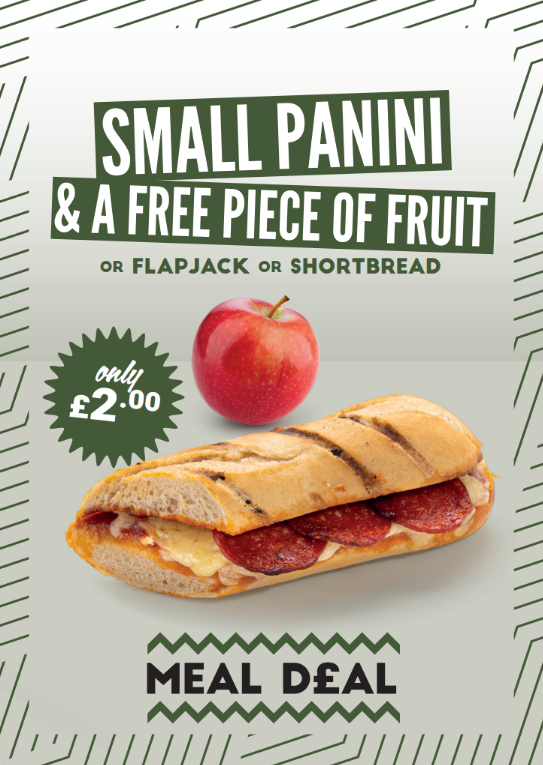 SMALL PANINI
& A FREE PIECE OF FRUIT
OR FLAPJACK OR SHORTBREAD
only
£2.00
MEAL D£AL